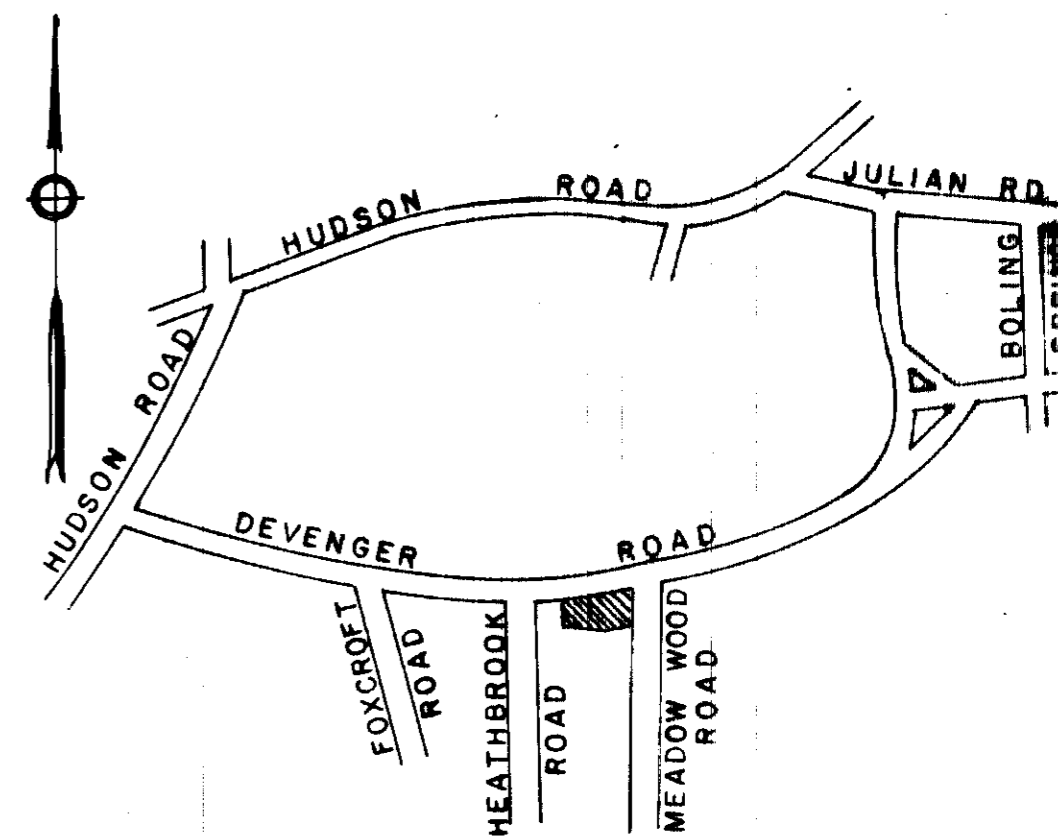 HUDSON ROAD
JULIAN RD
BOLING
HUDSON ROAD
DEVENGER ROAD
FOXCROFT
ROAD
HEATHBROOK
ROAD
MEADOW WOOD
ROAD